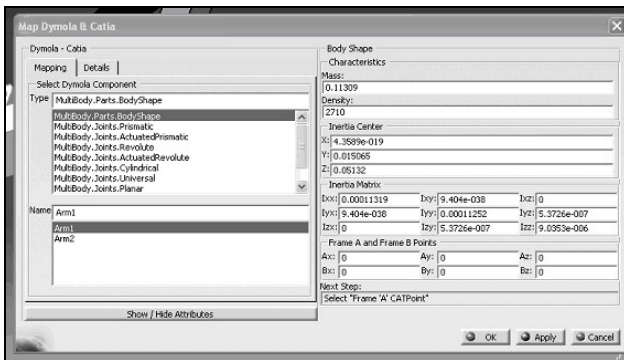 Map Dymola & Catia
Dymola - Catia
Mapping Details
Select Dymola Component
Type MultiBody.Parts.BodyShape
MultiBody.Parts.BodyShape
MultiBody.Joints.Prismatic
MultiBody.Joints.ActuatedPrismatic
MultiBody.Joints.Revolute
MultiBody.Joints.ActuatedRevolute
MultiBody.Joints.Cylindrical
MultiBody.Joints.Universal
MultiBody.Joints.Planar
Name Arm1
Arm1
Arm2
Show / Hide Attributes
Body Shape
Characteristics
Mass:
0.11309
Density:
2710
Inertia Center
X: 4.3589e-019
Y: 0.015065
Z: 0.05132
Inertia Matrix
Ixx: 0.00011319 Ixy: 9.404e-038 Ixz: 0
Iyx: 9.404e-038 Iyy: 0.00011252 Iyz: 5.3726e-007
Izx: 0 Izy: 5.3726e-007 Izz: 9.0353e-006
Frame A and Frame B Points
Ax: 0 Ay: 0 Az: 0
Bx: 0 By: 0 Bz: 0
Next Step:
Select "Frame 'A' CATPoint"
OK Apply Cancel